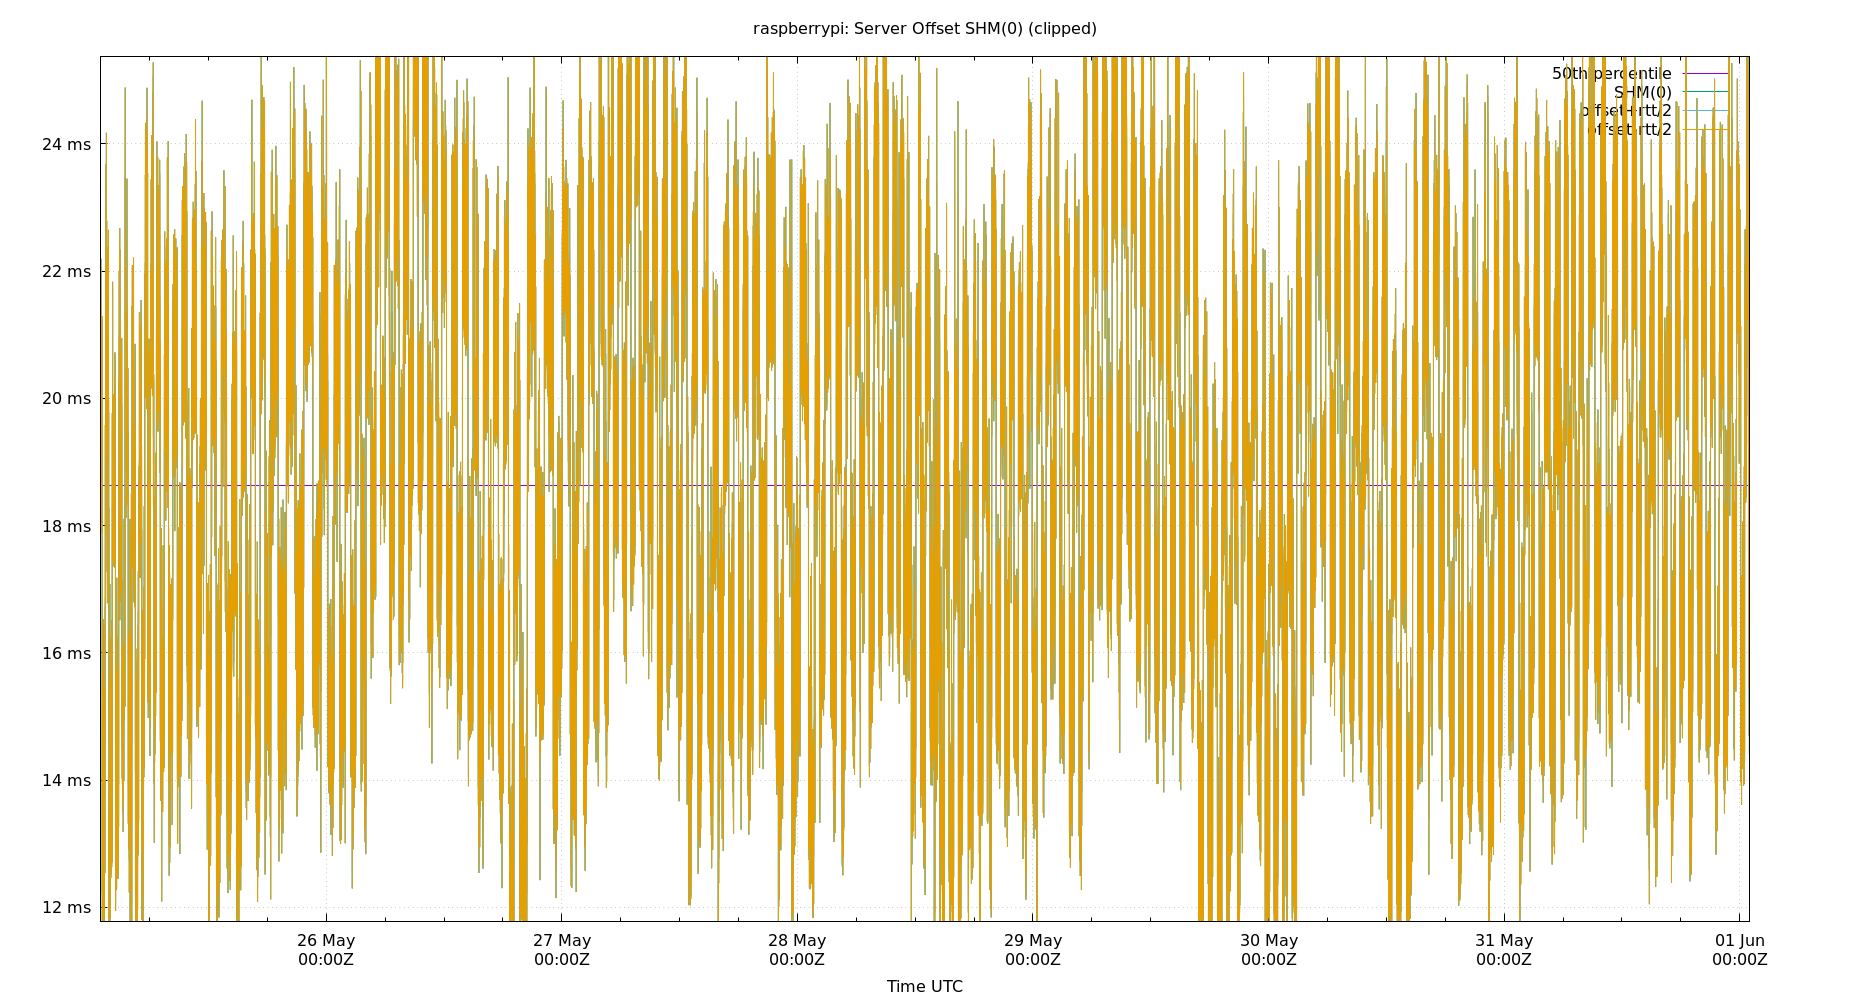 raspberrypi: Server Offset SHM(0) (clipped)
50th percentile
SHM(0)
offset+rtt/2
offset-rtt/2
24 ms
22 ms
20 ms
18 ms
16 ms
14 ms
12 ms
26 May
00:00Z
27 May
00:00Z
28 May
00:00Z
29 May
00:00Z
30 May
00:00Z
31 May
00:00Z
01 Jun
00:00Z
Time UTC